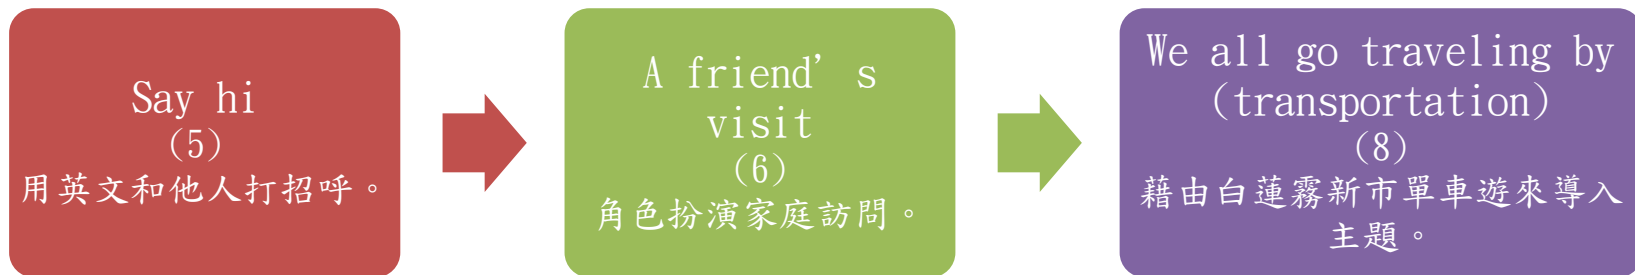 Say hi
(5)
用英文和他人打招呼。
A friend’s
visit
(6)
角色扮演家庭訪問。
We all go traveling by
(transportation)
(8)
藉由白蓮霧新市單車遊來導入
主題。